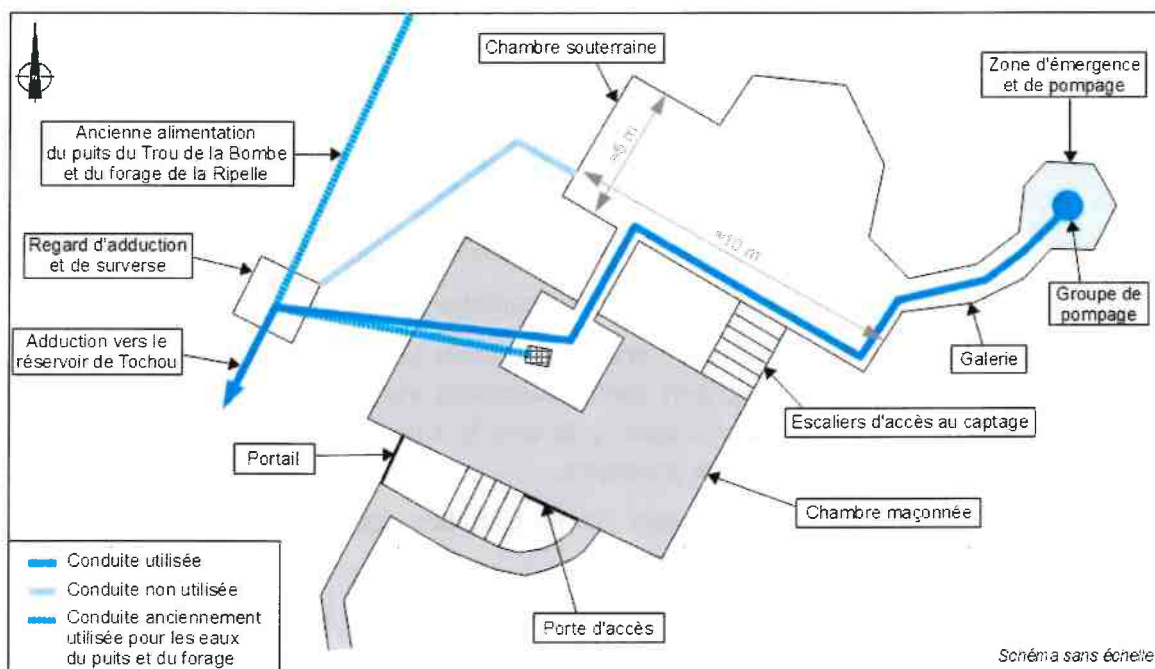 Chambre souterraine
Zone d'émergence
et de pompage
N
Ancienne alimentation
du puits du Trou de la Bombe
et du forage de la Ripelle
≈5 m
Regard d'adduction
et de surverse
≈10 m
Groupe de
pompage
Adduction vers le
réservoir de Tochou
Galerie
Escaliers d'accès au captage
Portail
Chambre maçonnée
Conduite utilisée
Conduite non utilisée
Conduite anciennement
utilisée pour les eaux
du puits et du forage
Porte d'accès
Schéma sans échelle